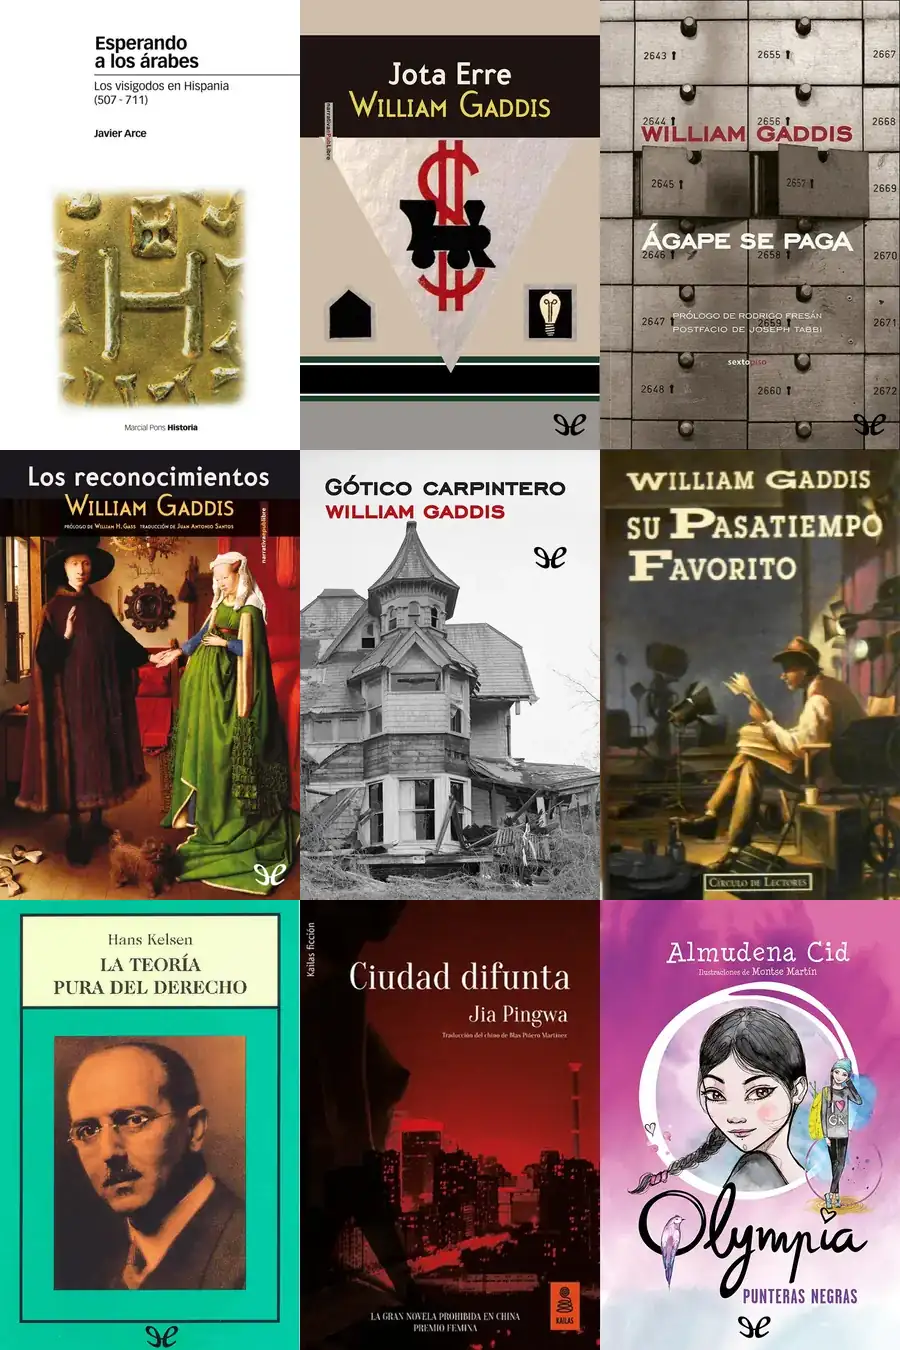 Esperando
a los árabes
Los visigodos en Hispania
(507 - 711)
Javier Arce
Marcial Pons Historia
Jota Erre
WILLIAM GADDIS
2643
2655
2667
2644
2656
2668
WILLIAM GADDIS
2645
2657
2669
ÁGAPE SE PAGA
2646
2658
2670
PRÓLOGO DE RODRIGO FRESÁN
2647
2659
2671
POSTFACIO DE JOSEPH TABBI
sextopiso
2648
2660
2672
Los reconocimientos
WILLIAM GADDIS
PRÓLOGO DE WILLIAM H. GASS TRADUCCIÓN DE JUAN ANTONIO SANTOS
GÓTICO CARPINTERO
WILLIAM GADDIS
WILLIAM GADDIS
SU PASATIEMPO
FAVORITO
CÍRCULO DE LECTORES
Hans Kelsen
LA TEORÍA
PURA DEL DERECHO
Kailas ficción
Ciudad difunta
Jia Pingwa
Traducción del chino de Blas Piñero Martínez
LA GRAN NOVELA PROHIBIDA EN CHINA
PREMIO FEMINA
KAILAS
Almudena Cid
Ilustraciones de Montse Martín
I GR
Olympia
PUNTERAS NEGRAS